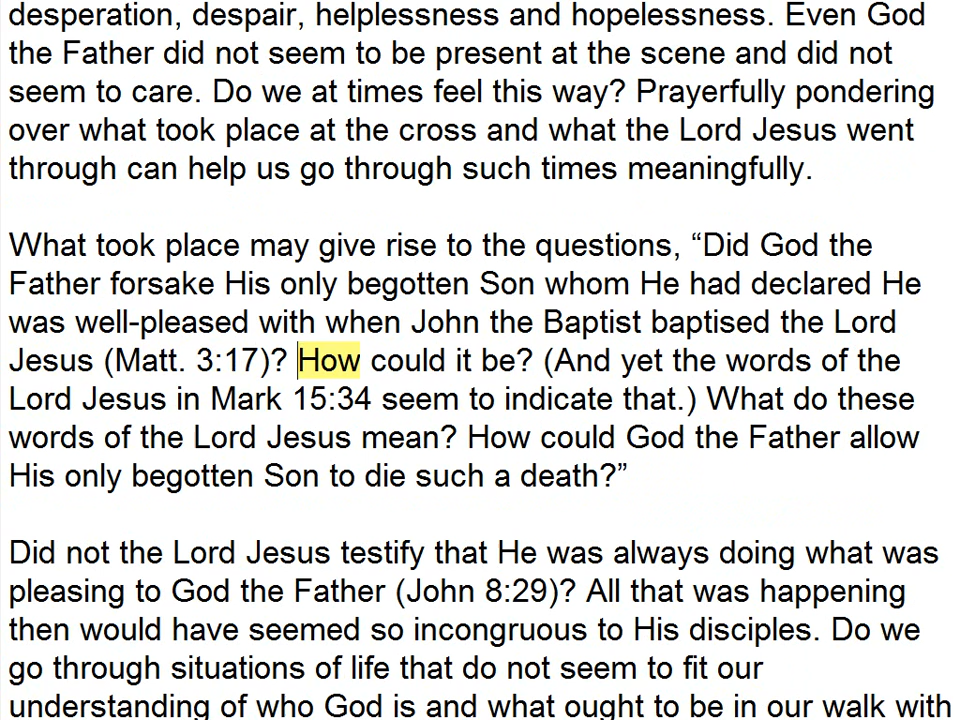 desperation, despair, helplessness and hopelessness. Even God
the Father did not seem to be present at the scene and did not
seem to care. Do we at times feel this way? Prayerfully pondering
over what took place at the cross and what the Lord Jesus went
through can help us go through such times meaningfully.
What took place may give rise to the questions, “Did God the
Father forsake His only begotten Son whom He had declared He
was well-pleased with when John the Baptist baptised the Lord
Jesus (Matt. 3:17)? How could it be? (And yet the words of the
Lord Jesus in Mark 15:34 seem to indicate that.) What do these
words of the Lord Jesus mean? How could God the Father allow
His only begotten Son to die such a death?”
Did not the Lord Jesus testify that He was always doing what was
pleasing to God the Father (John 8:29)? All that was happening
then would have seemed so incongruous to His disciples. Do we
go through situations of life that do not seem to fit our
understanding of who God is and what ought to be in our walk with